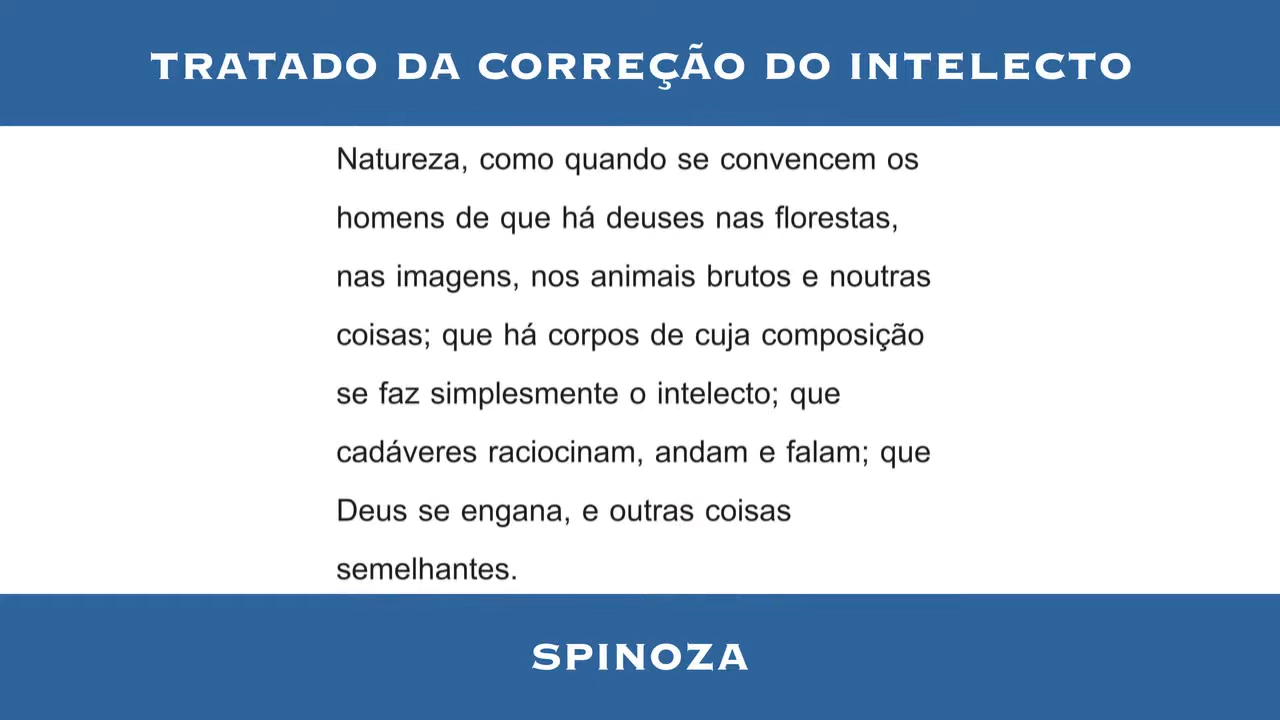 TRATADO DA CORREÇÃO DO INTELECTO
Natureza, como quando se convencem os
homens de que há deuses nas florestas,
nas imagens, nos animais brutos e noutras
coisas; que há corpos de cuja composição
se faz simplesmente o intelecto; que
cadáveres raciocinam, andam e falam; que
Deus se engana, e outras coisas
semelhantes.
SPINOZA